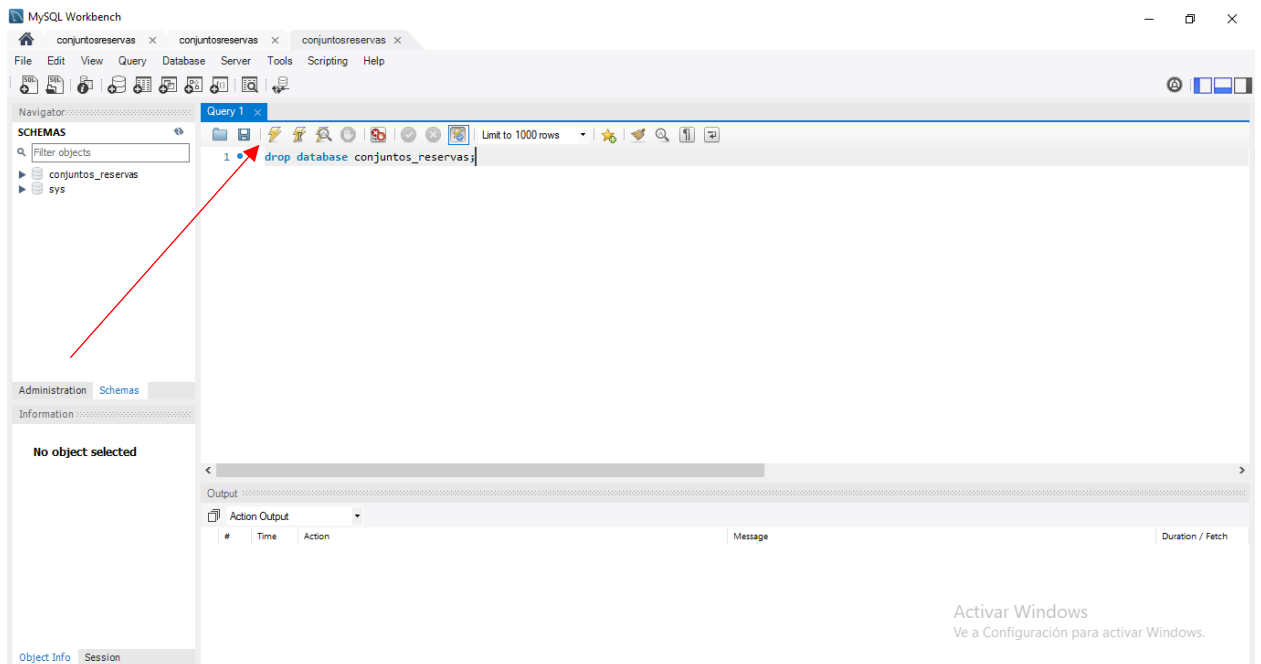 MySQL Workbench
conjuntosreservas conjuntosreservas conjuntosreservas
File Edit View Query Database Server Tools Scripting Help
Navigator
Query 1
SCHEMAS
Limit to 1000 rows
Filter objects
1 drop database conjuntos_reservas;
conjuntos_reservas
sys
Administration Schemas
Information
No object selected
Output
Action Output
# Time Action Message Duration / Fetch
Activar Windows
Ve a Configuración para activar Windows.
Object Info Session